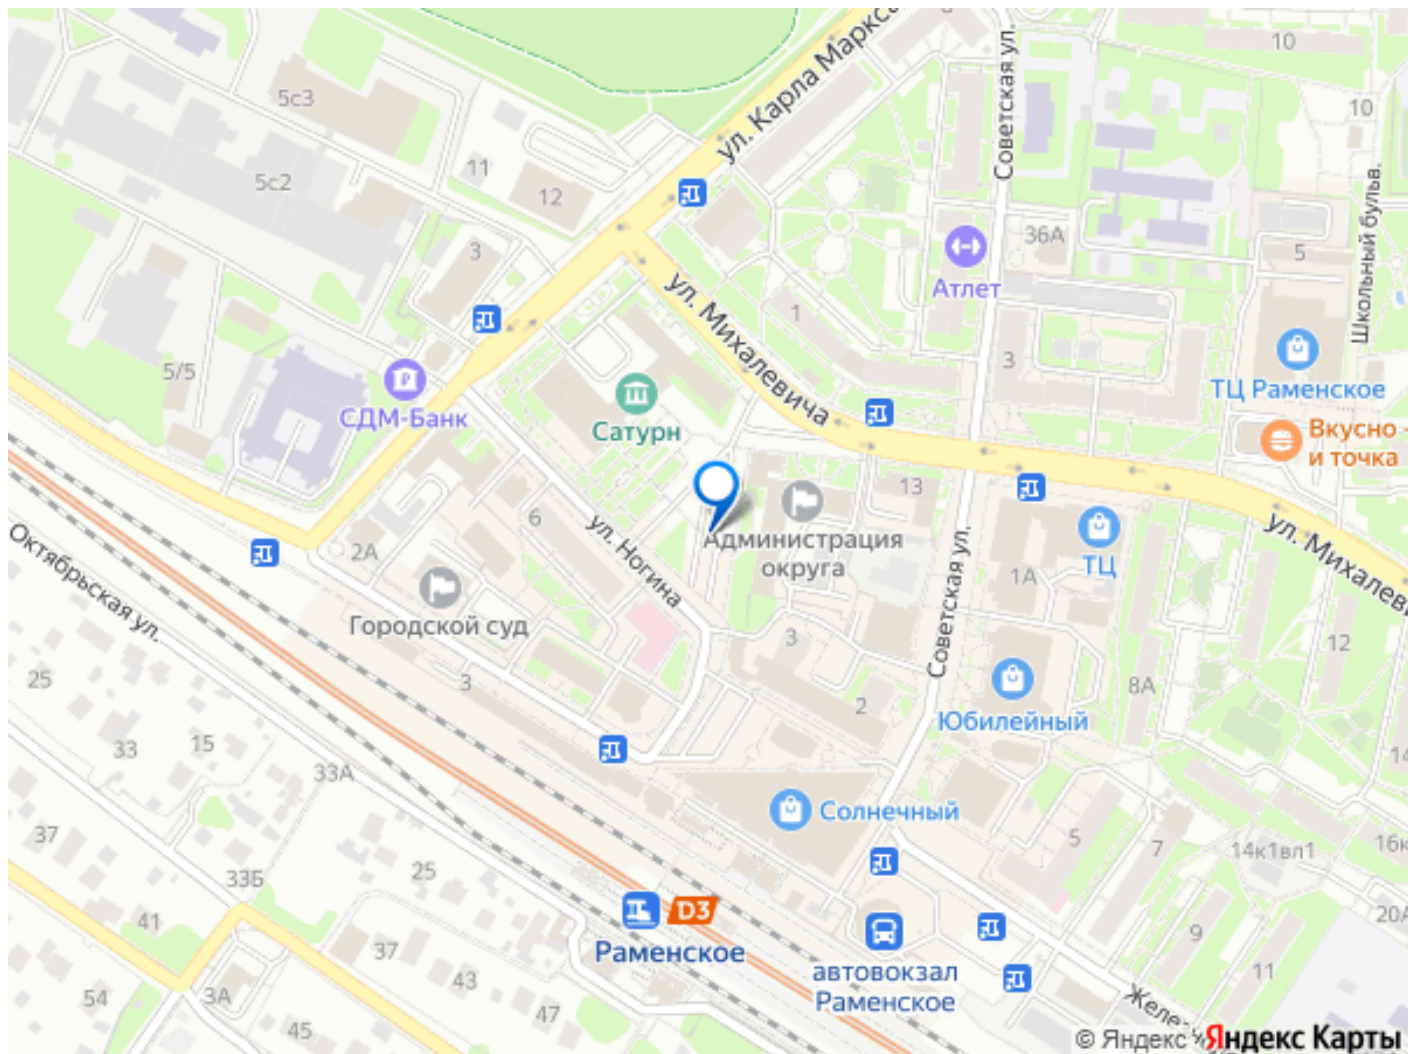 ул. Карла Маркса
Советская ул.
10
5с3
10
11
5с2
12
Школьный бульв.
3
36А
5
Атлет
ул. Михалевича
1
3
5/5
СДМ-Банк
Сатурн
ТЦ Раменское
Вкусно -
и точка
13
6
ул. Ногина
Администрация
округа
ТЦ
ул. Михалеви
2А
1А
Октябрьская ул.
Городской суд
Советская ул.
3
12
3
25
8А
2
Юбилейный
33
15
33А
14
Солнечный
37
25
5
7
14к1вл1
16к
33Б
D3
Раменское
41
37
20А
9
автовокзал
Раменское
43
11
54
3А
47
45
Желез
© Яндекс Яндекс Карты